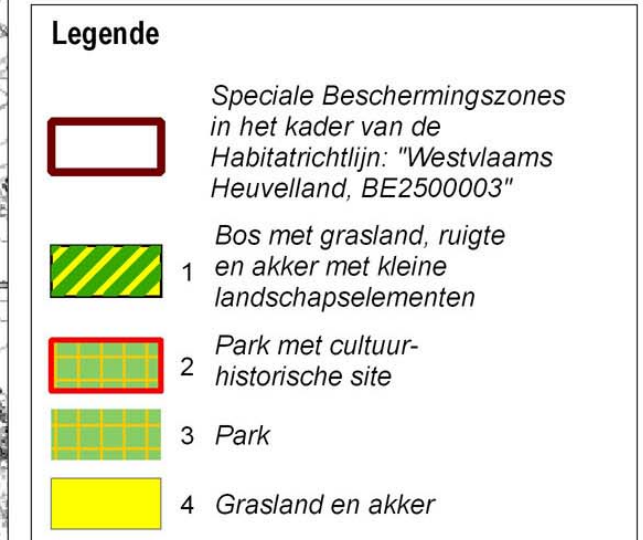 Legende
Speciale Beschermingszones
in het kader van de
Habitatrichtlijn: "Westvlaams
Heuvelland, BE2500003"
1 Bos met grasland, ruigte
en akker met kleine
landschapselementen
2 Park met cultuur-
historische site
3 Park
4 Grasland en akker